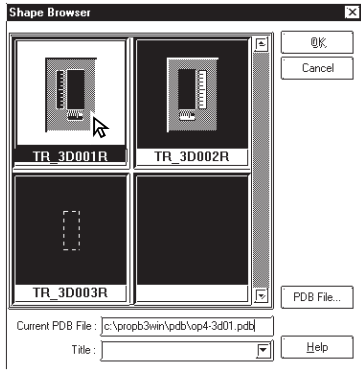 Shape Browser
OK
Cancel
TR_3D001R
TR_3D002R
TR_3D003R
PDB File...
Current PDB File : c:\propb3win\pdb\op4-3d01.pdb
Title :
Help